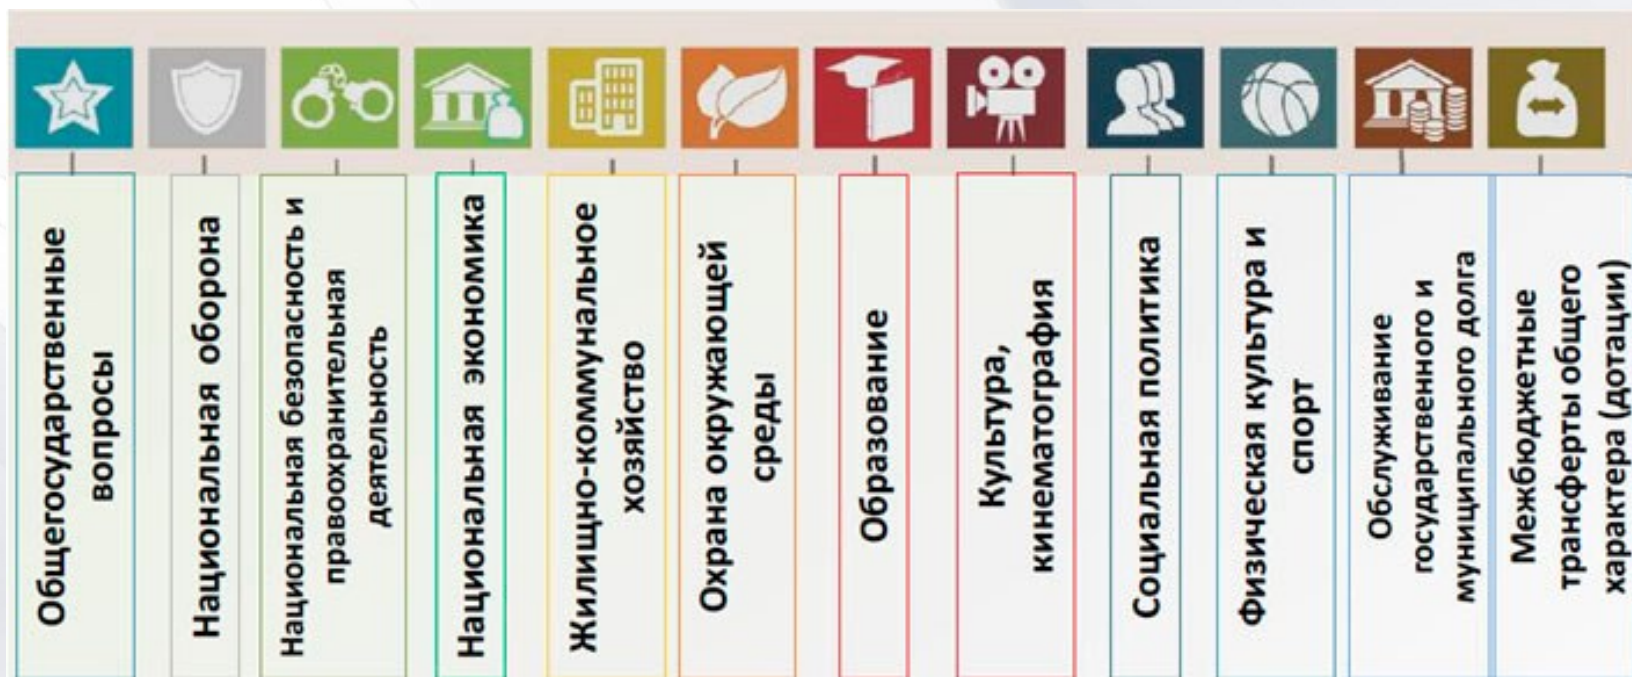 Общегосударственные
вопросы
Национальная оборона
Национальная безопасность и
правоохранительная
деятельность
Национальная экономика
Жилищно-коммунальное
хозяйство
Охрана окружающей
среды
Образование
Культура,
кинематография
Социальная политика
Физическая культура и
спорт
Обслуживание
государственного и
муниципального долга
Межбюджетные
трансферты общего
характера (дотации)